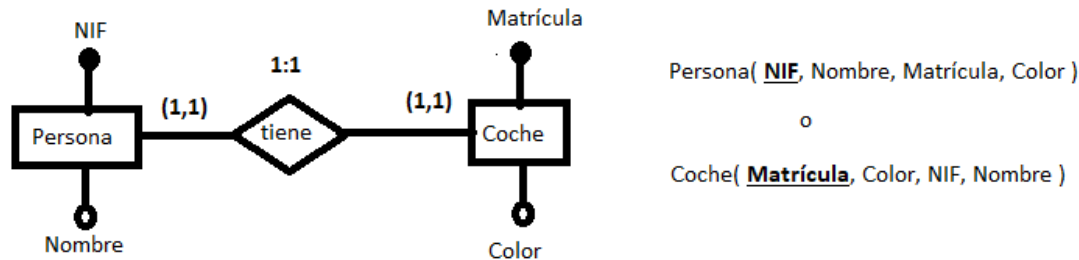 NIF
Matrícula
1:1
(1,1)
(1,1)
Persona
tiene
Coche
Nombre
Color
Persona( NIF, Nombre, Matrícula, Color )
o
Coche( Matrícula, Color, NIF, Nombre )